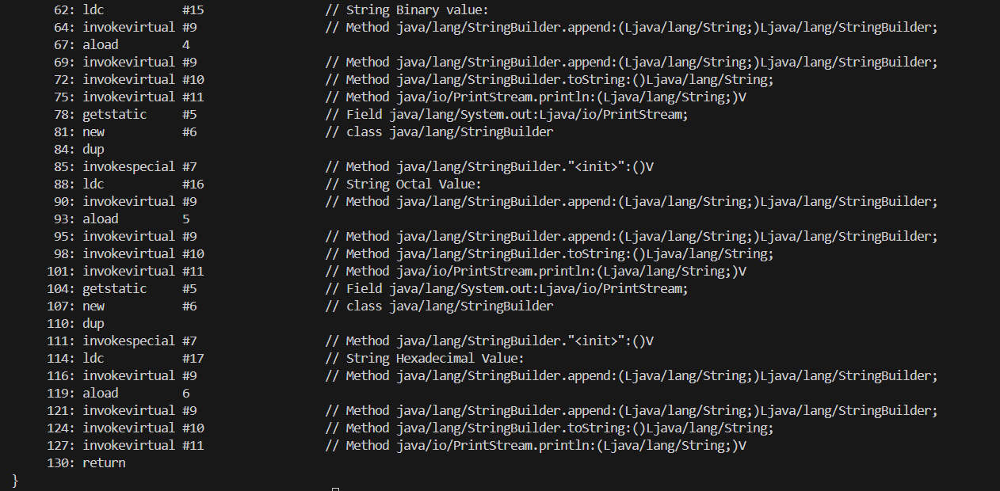 62: ldc           #15                 // String Binary value:
64: invokevirtual #9                  // Method java/lang/StringBuilder.append:(Ljava/lang/String;)Ljava/lang/StringBuilder;
67: aload         4
69: invokevirtual #9                  // Method java/lang/StringBuilder.append:(Ljava/lang/String;)Ljava/lang/StringBuilder;
72: invokevirtual #10                 // Method java/lang/StringBuilder.toString:()Ljava/lang/String;
75: invokevirtual #11                 // Method java/io/PrintStream.println:(Ljava/lang/String;)V
78: getstatic     #5                  // Field java/lang/System.out:Ljava/io/PrintStream;
81: new           #6                  // class java/lang/StringBuilder
84: dup
85: invokespecial #7                  // Method java/lang/StringBuilder."<init>":()V
88: ldc           #16                 // String Octal Value:
90: invokevirtual #9                  // Method java/lang/StringBuilder.append:(Ljava/lang/String;)Ljava/lang/StringBuilder;
93: aload         5
95: invokevirtual #9                  // Method java/lang/StringBuilder.append:(Ljava/lang/String;)Ljava/lang/StringBuilder;
98: invokevirtual #10                 // Method java/lang/StringBuilder.toString:()Ljava/lang/String;
101: invokevirtual #11                 // Method java/io/PrintStream.println:(Ljava/lang/String;)V
104: getstatic     #5                  // Field java/lang/System.out:Ljava/io/PrintStream;
107: new           #6                  // class java/lang/StringBuilder
110: dup
111: invokespecial #7                  // Method java/lang/StringBuilder."<init>":()V
114: ldc           #17                 // String Hexadecimal Value:
116: invokevirtual #9                  // Method java/lang/StringBuilder.append:(Ljava/lang/String;)Ljava/lang/StringBuilder;
119: aload         6
121: invokevirtual #9                  // Method java/lang/StringBuilder.append:(Ljava/lang/String;)Ljava/lang/StringBuilder;
124: invokevirtual #10                 // Method java/lang/StringBuilder.toString:()Ljava/lang/String;
127: invokevirtual #11                 // Method java/io/PrintStream.println:(Ljava/lang/String;)V
130: return
}